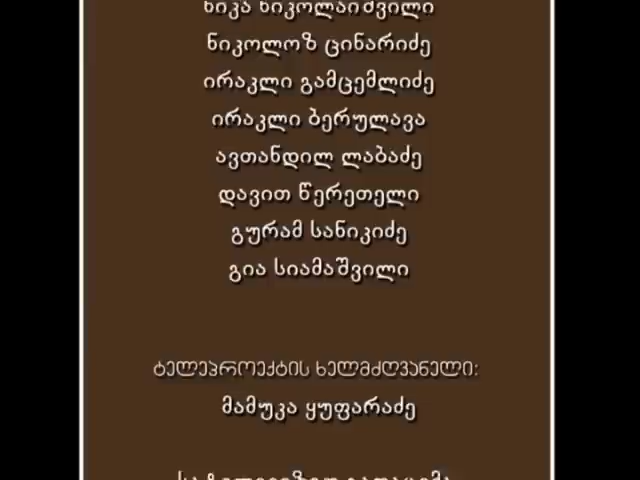 ნიკა ნიკოლაიშვილი
ნიკოლოზ ცინარიძე
ირაკლი გამცემლიძე
ირაკლი ბერულავა
ავთანდილ ლაბაძე
დავით წერეთელი
გურამ სანიკიძე
გია სიამაშვილი
ტელეპროექტის ხელმძღვანელი:
მამუკა ყუფარაძე